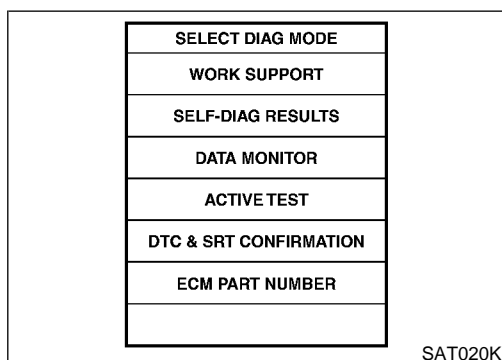 SELECT DIAG MODE
WORK SUPPORT
SELF-DIAG RESULTS
DATA MONITOR
ACTIVE TEST
DTC & SRT CONFIRMATION
ECM PART NUMBER
SAT020K